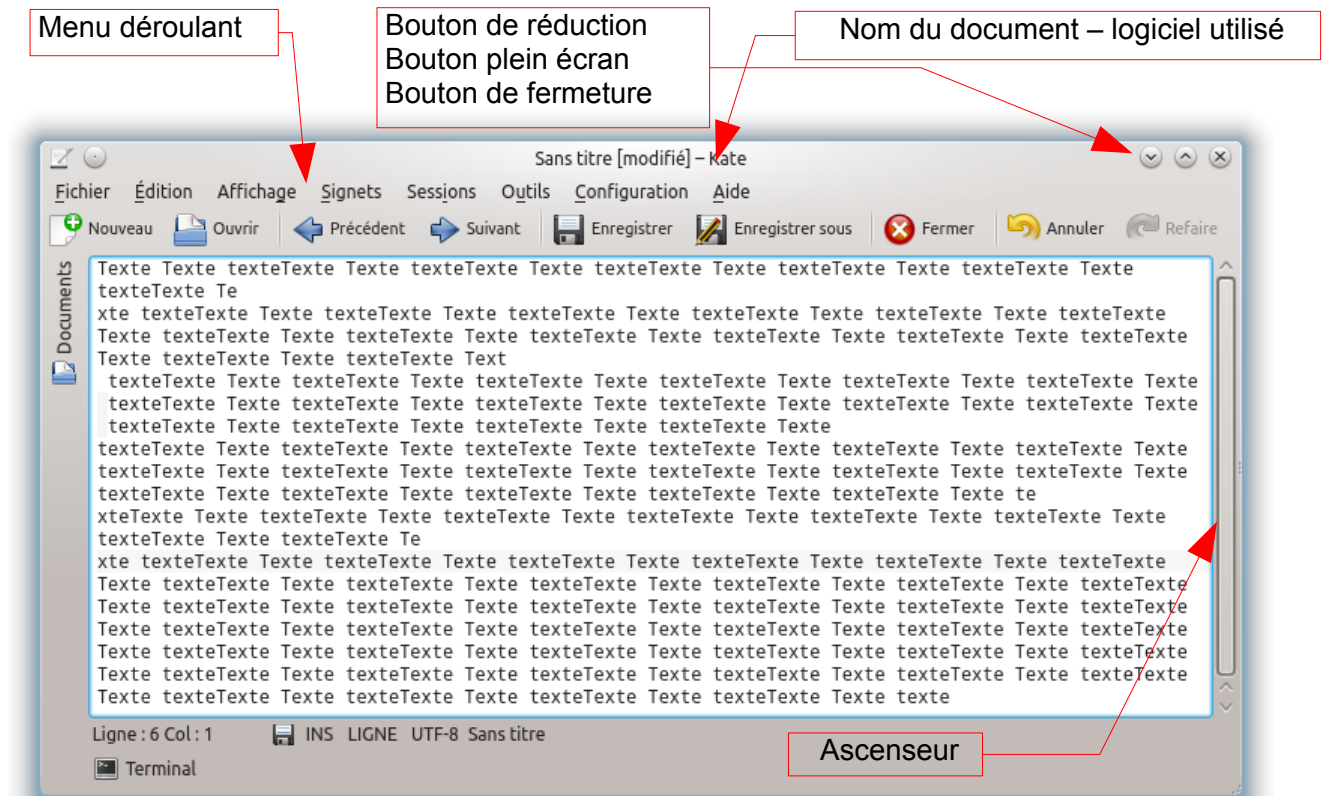 Menu déroulant
Bouton de réduction
Bouton plein écran
Bouton de fermeture
Nom du document – logiciel utilisé
Sans titre [modifié] – Kate
Fichier Édition Affichage Signets Sessions Outils Configuration Aide
Nouveau Ouvrir Précédent Suivant Enregistrer Enregistrer sous Fermer Annuler Refaire
Documents
Texte Texte texteTexte Texte texteTexte Texte texteTexte Texte texteTexte Texte texteTexte Texte
texteTexte Te
xte texteTexte Texte texteTexte Texte texteTexte Texte texteTexte Texte texteTexte Texte texteTexte
Texte texteTexte Texte texteTexte Texte texteTexte Texte texteTexte Texte texteTexte Texte texteTexte
Texte texteTexte Texte texteTexte Text
texteTexte Texte texteTexte Texte texteTexte Texte texteTexte Texte texteTexte Texte texteTexte Texte
texteTexte Texte texteTexte Texte texteTexte Texte texteTexte Texte texteTexte Texte texteTexte Texte
texteTexte Texte texteTexte Texte texteTexte Texte texteTexte Texte
texteTexte Texte texteTexte Texte texteTexte Texte texteTexte Texte texteTexte Texte texteTexte Texte
texteTexte Texte texteTexte Texte texteTexte Texte texteTexte Texte texteTexte Texte texteTexte Texte
texteTexte Texte texteTexte Texte texteTexte Texte texteTexte Texte texteTexte Texte te
xteTexte Texte texteTexte Texte texteTexte Texte texteTexte Texte texteTexte Texte texteTexte Texte
texteTexte Texte texteTexte Te
xte texteTexte Texte texteTexte Texte texteTexte Texte texteTexte Texte texteTexte Texte texteTexte
Texte texteTexte Texte texteTexte Texte texteTexte Texte texteTexte Texte texteTexte Texte texteTexte
Texte texteTexte Texte texteTexte Texte texteTexte Texte texteTexte Texte texteTexte Texte texteTexte
Texte texteTexte Texte texteTexte Texte texteTexte Texte texteTexte Texte texteTexte Texte texteTexte
Texte texteTexte Texte texteTexte Texte texteTexte Texte texteTexte Texte texteTexte Texte texteTexte
Texte texteTexte Texte texteTexte Texte texteTexte Texte texteTexte Texte texteTexte Texte texteTexte
Texte texteTexte Texte texteTexte Texte texteTexte Texte texteTexte Texte texte
Ligne : 6 Col : 1 INS LIGNE UTF-8 Sans titre
Ascenseur
Terminal